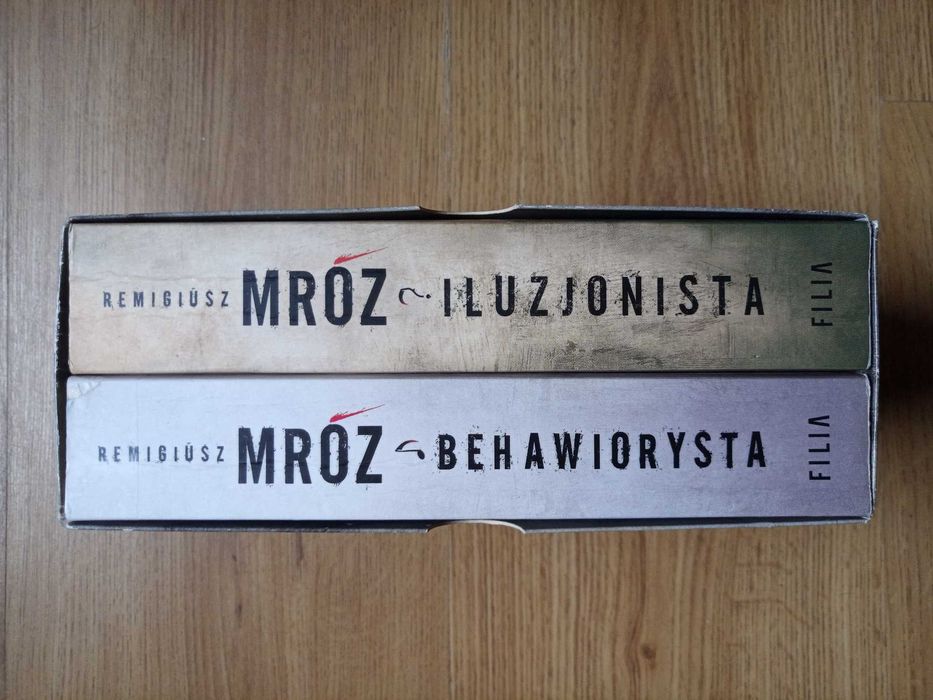 REMIGIUSZ MRÓZ ? ILUZJONISTA FILIA
REMIGIUSZ MRÓZ ? BEHAWIORYSTA FILIA